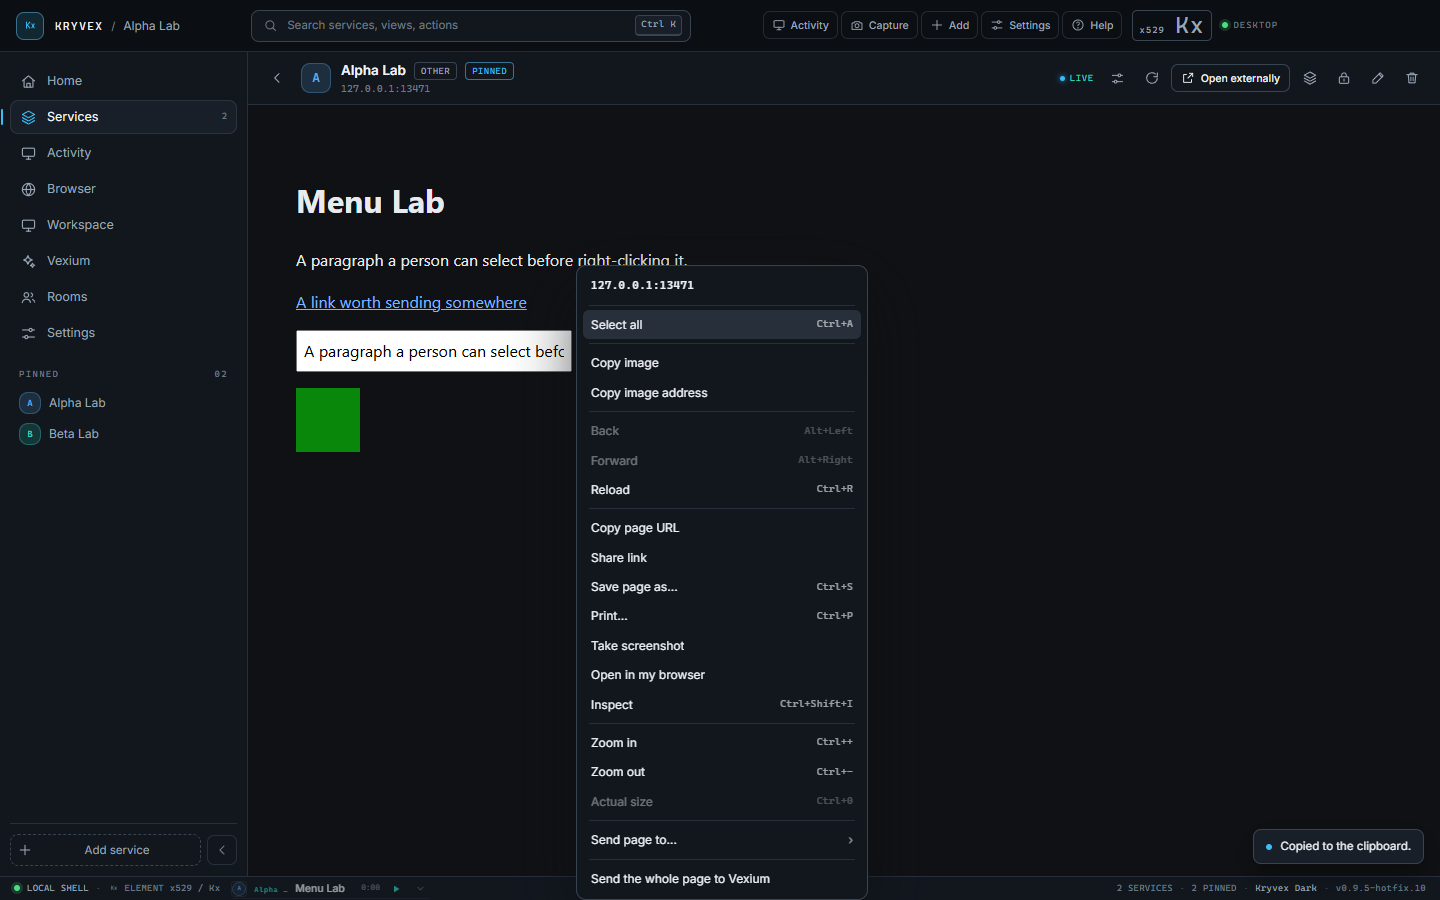 Kx KRYVEX / Alpha Lab
Search services, views, actions Ctrl K
Activity Capture Add Settings Help
x529 Kx DESKTOP
Home
Services 2
Activity
Browser
Workspace
Vexium
Rooms
Settings
PINNED 02
A Alpha Lab
B Beta Lab
Add service
A Alpha Lab OTHER PINNED
127.0.0.1:13471
LIVE Open externally
Menu Lab
A paragraph a person can select before right-clicking it.
A link worth sending somewhere
A paragraph a person can select befo
127.0.0.1:13471
Select all Ctrl+A
Copy image
Copy image address
Back Alt+Left
Forward Alt+Right
Reload Ctrl+R
Copy page URL
Share link
Save page as... Ctrl+S
Print... Ctrl+P
Take screenshot
Open in my browser
Inspect Ctrl+Shift+I
Zoom in Ctrl++
Zoom out Ctrl+−
Actual size Ctrl+0
Send page to...
Send the whole page to Vexium
Copied to the clipboard.
LOCAL SHELL · Kx ELEMENT x529 / Kx A Alpha … Menu Lab 0:00
2 SERVICES · 2 PINNED · Kryvex Dark · v0.9.5-hotfix.10